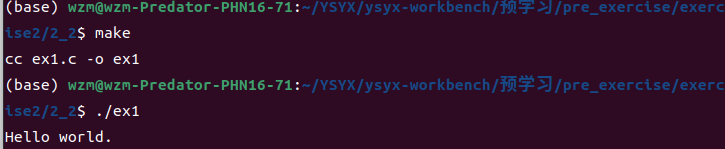 (base) wzm@wzm-Predator-PHN16-71:~/YSYX/ysyx-workbench/预学习/pre_exercise/exerc
ise2/2_2$ make
cc ex1.c -o ex1
(base) wzm@wzm-Predator-PHN16-71:~/YSYX/ysyx-workbench/预学习/pre_exercise/exerc
ise2/2_2$ ./ex1
Hello world.